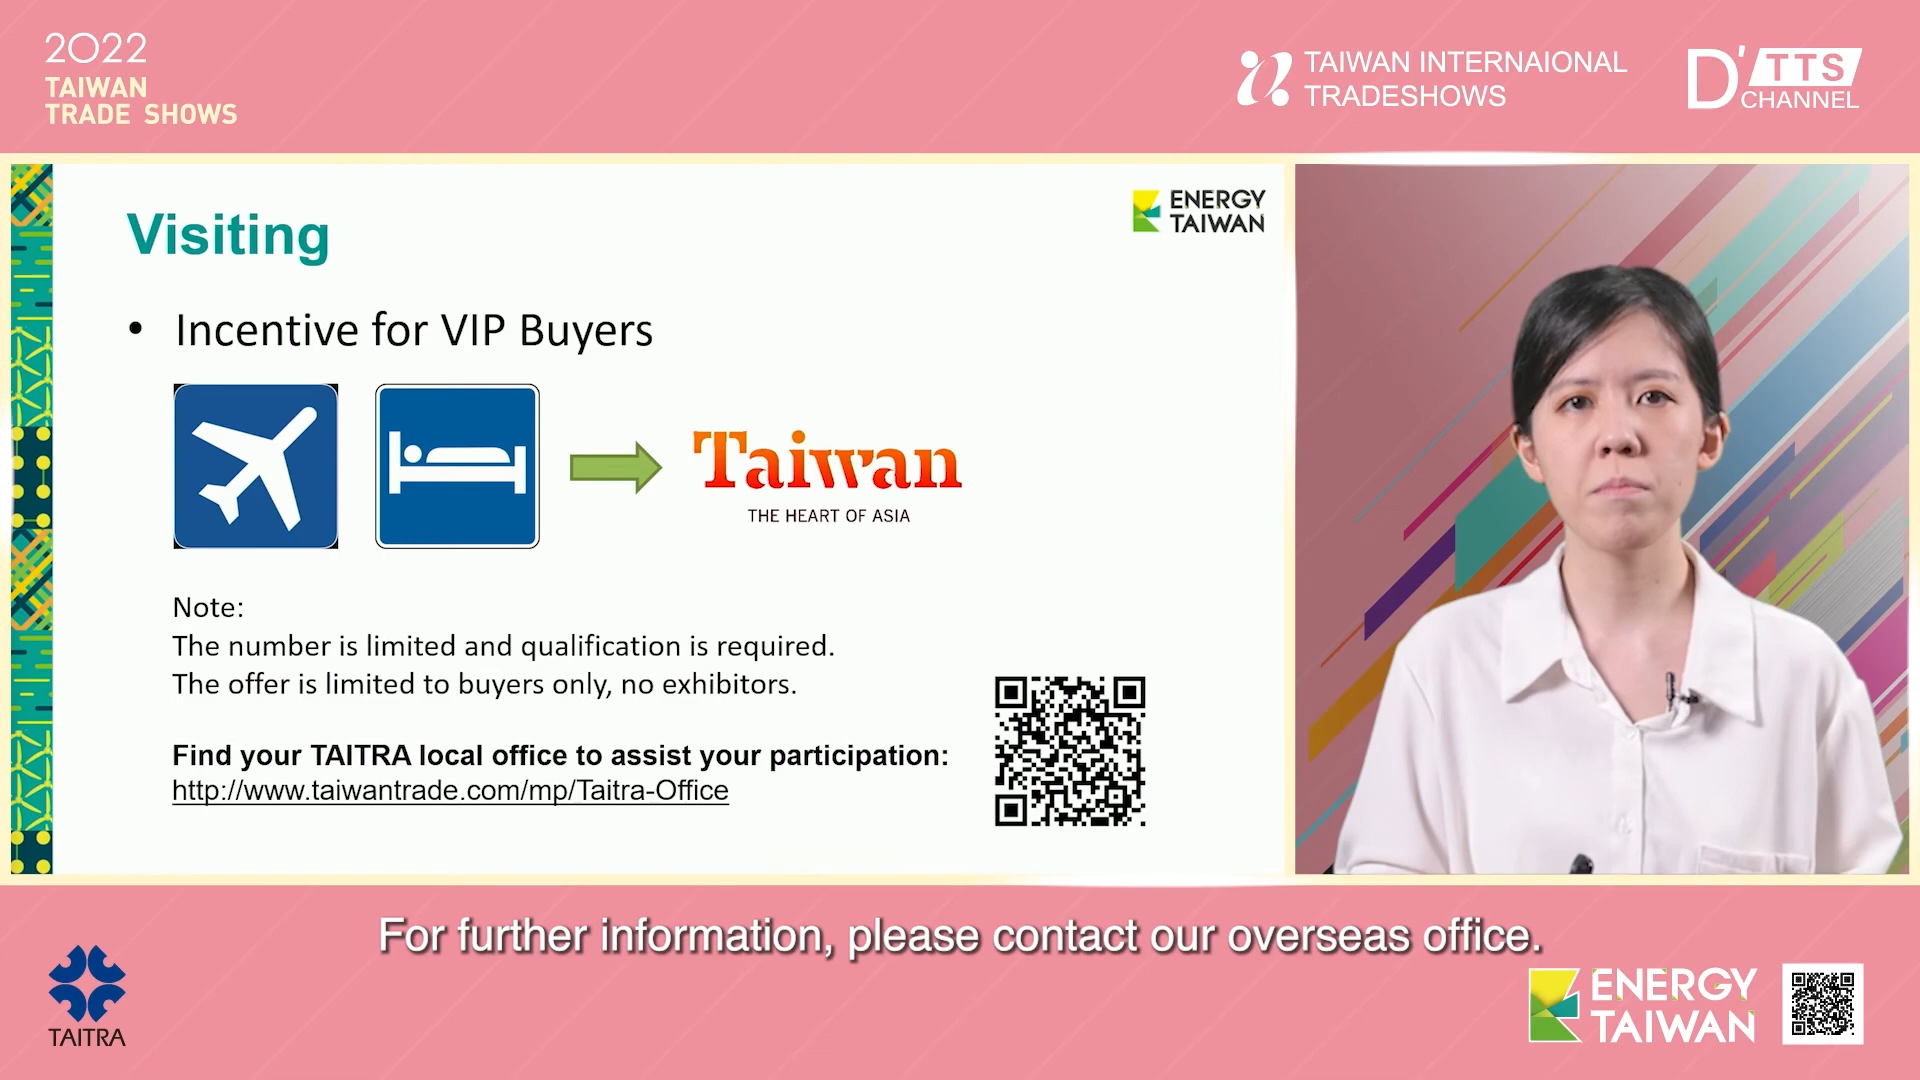 2022
TAIWAN
TRADE SHOWS
TAIWAN INTERNAIONAL
TRADESHOWS
D' TTS
CHANNEL
Visiting
ENERGY
TAIWAN
• Incentive for VIP Buyers
Taiwan
THE HEART OF ASIA
Note:
The number is limited and qualification is required.
The offer is limited to buyers only, no exhibitors.
Find your TAITRA local office to assist your participation:
http://www.taiwantrade.com/mp/Taitra-Office
For further information, please contact our overseas office.
TAITRA
ENERGY
TAIWAN